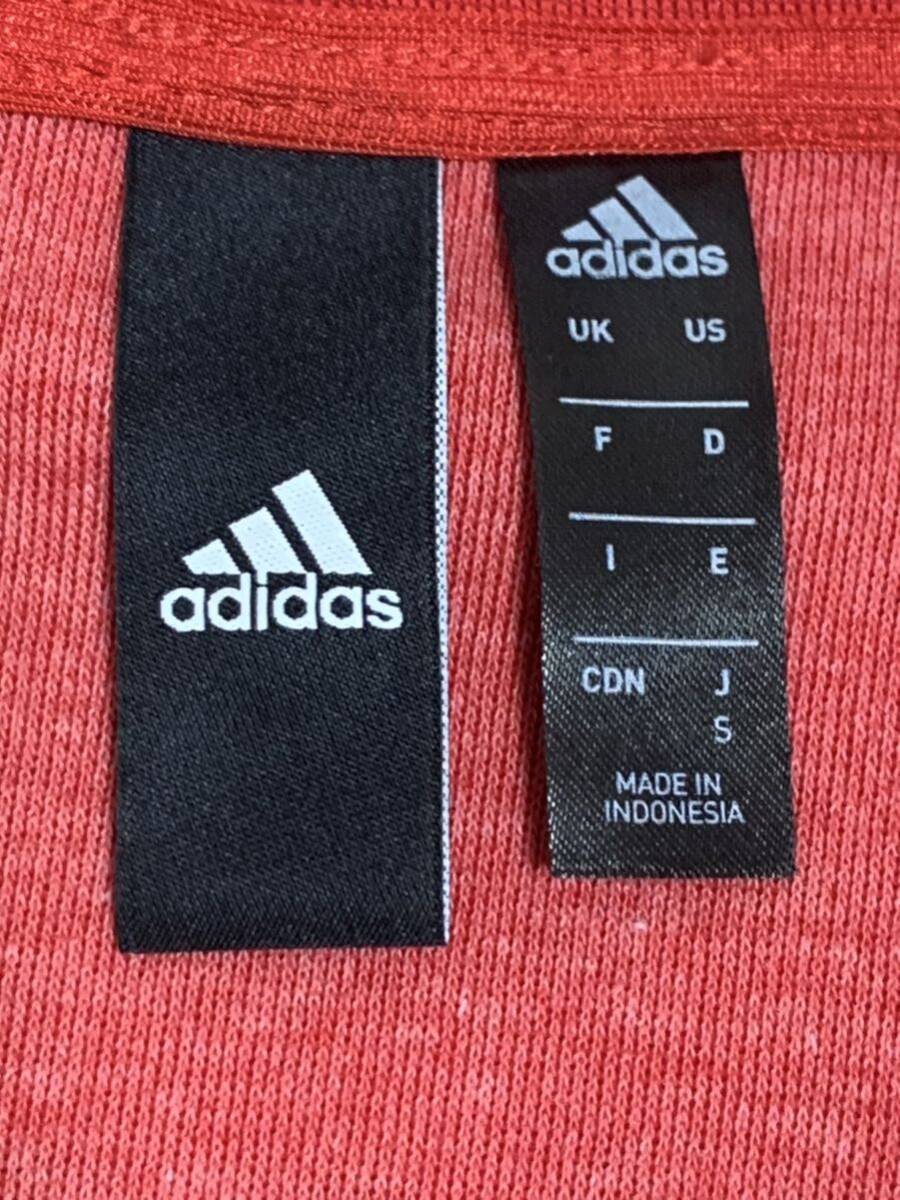 adidas
adidas
UK US
F D
I E
CDN J
S
MADE IN
INDONESIA